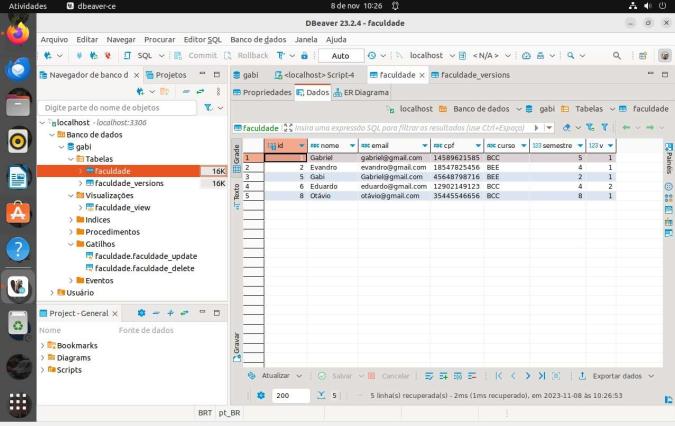 Atividades
dbeaver-ce
8 de nov 10:26
DBeaver 23.2.4 - faculdade
Arquivo Editar Navegar Procurar Editor SQL Banco de dados Janela Ajuda
SQL Commit Rollback Auto localhost < N/A >
Navegador de banco d Projetos
gabi <localhost> Script-4 faculdade faculdade_versions
Propriedades Dados ER Diagrama
Digite parte do nome de objetos
localhost Banco de dados gabi Tabelas faculdade
localhost - localhost:3306
Banco de dados
gabi
Tabelas
faculdade 16K
faculdade_versions 16K
Visualizações
faculdade_view
Indices
Procedimentos
Gatilhos
faculdade.faculdade_update
faculdade.faculdade_delete
Eventos
Usuário
faculdade Insira uma expressão SQL para filtrar os resultados (use Ctrl+Espaço)
Grade
Texto
Gravar
Painéis
id nome email cpf curso 123 semestre 123 v
1 1 Gabriel gabriel@gmail.com 14589621585 BCC 5 1
2 2 Evandro evandro@gmail.com 18547825478 BEE 4 1
3 5 Gabi Gabriel@gmail.com 45648798716 BEE 2 1
4 6 Eduardo eduardo@gmail.com 12902149123 BCC 4 2
5 8 Otávio otávio@gmail.com 35445546656 BCC 8 1
Project - General
Nome Fonte de dados
Bookmarks
Diagrams
Scripts
Atualizar Salvar Cancelar Exportar dados
200 5 5 linha(s) recuperada(s) - 2ms (1ms recuperado), em 2023-11-08 às 10:26:53
BRT pt_BR